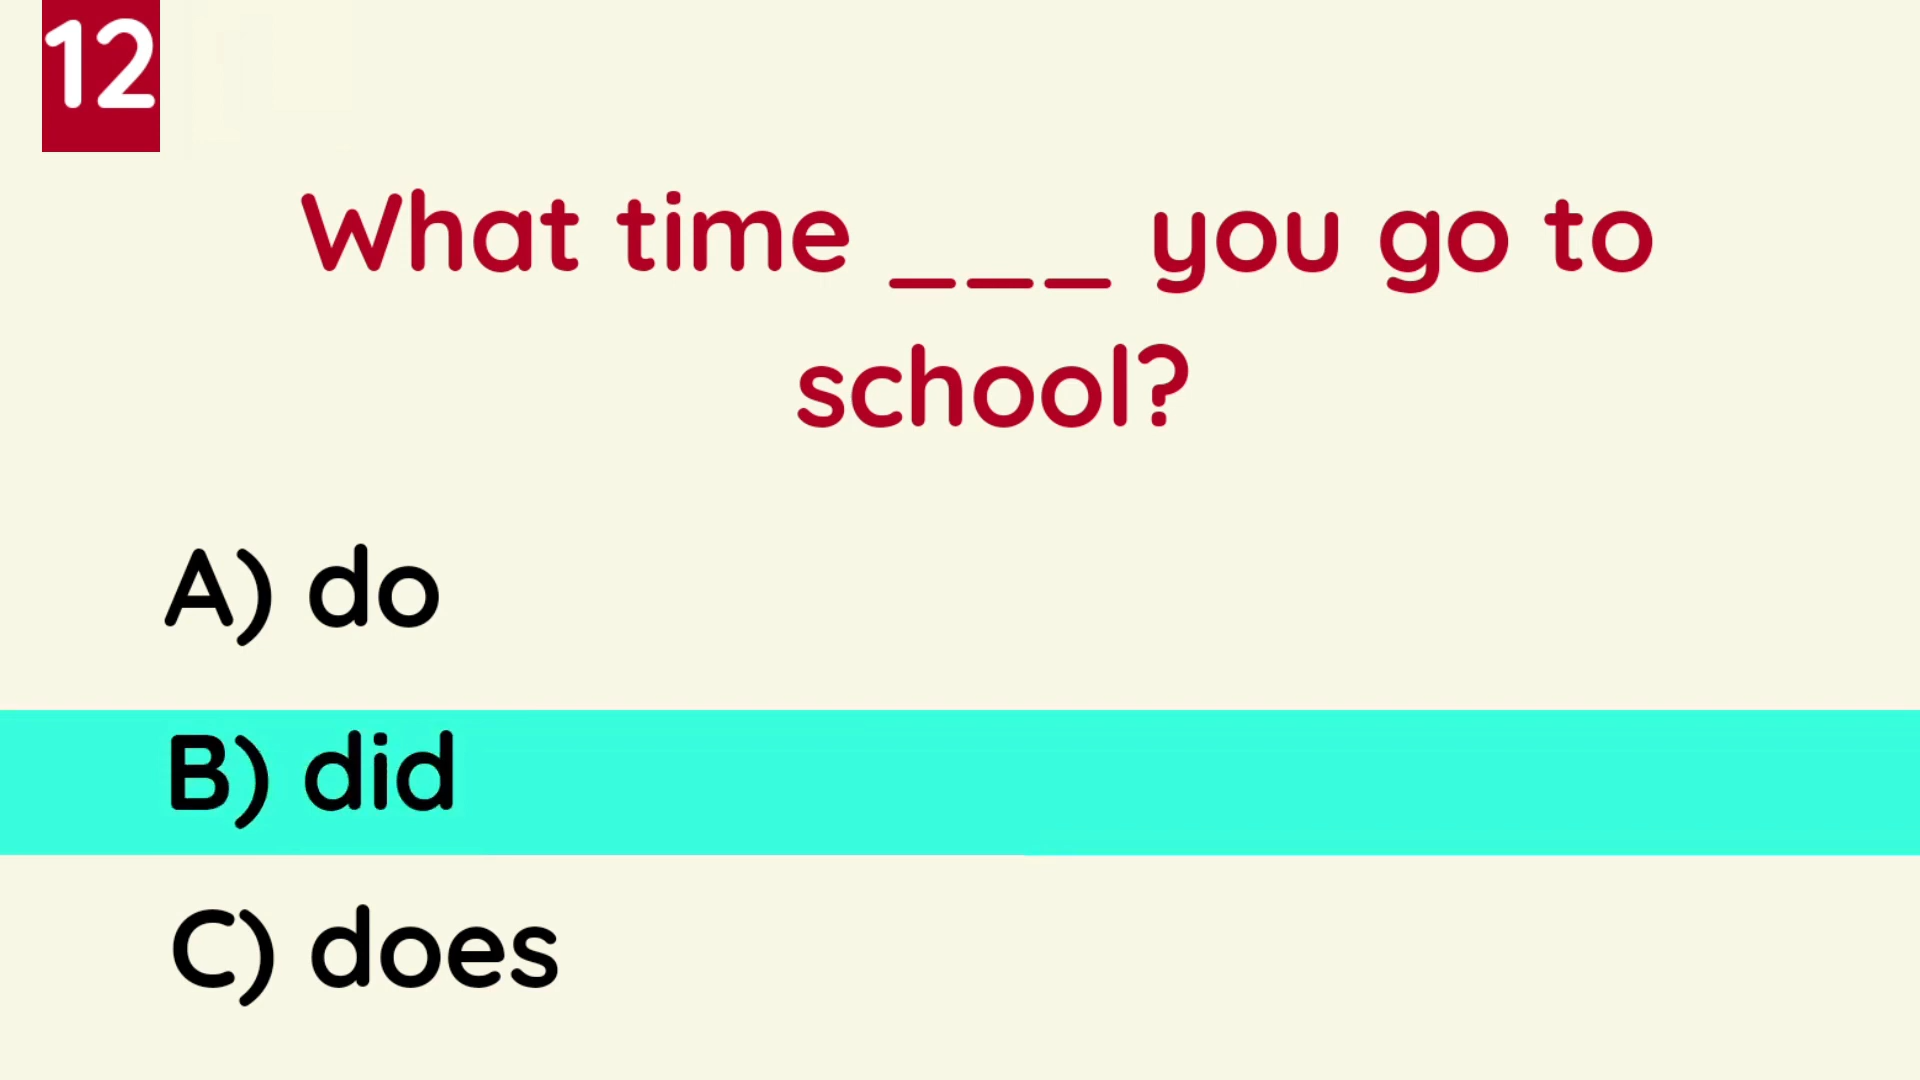 12
What time ___ you go to
school?
A) do
B) did
C) does